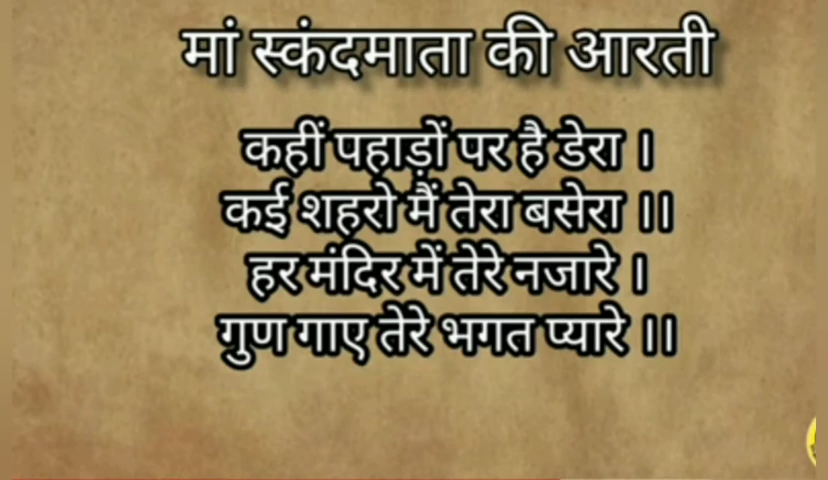 मां स्कंदमाता की आरती
कहीं पहाड़ों पर है डेरा ।
कई शहरो मैं तेरा बसेरा ।।
हर मंदिर में तेरे नजारे ।
गुण गाए तेरे भगत प्यारे ।।